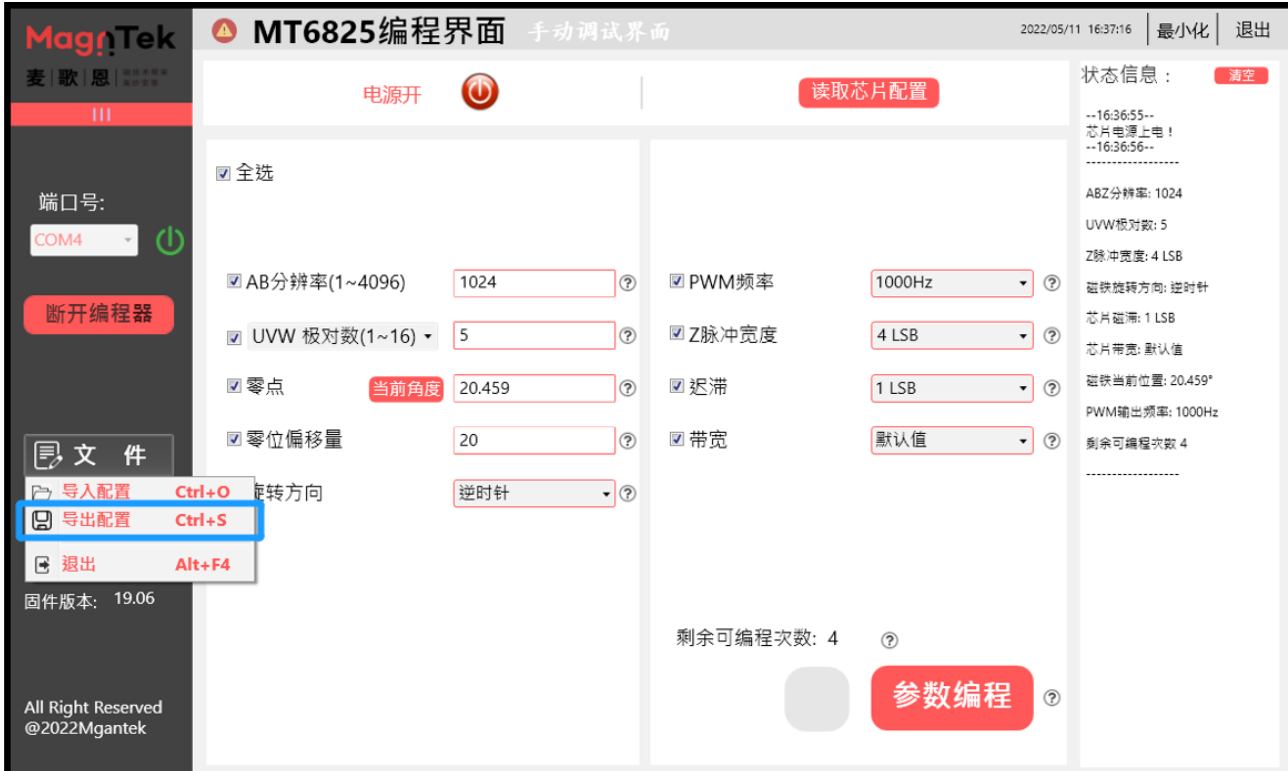 MagnTek
麦|歌|恩
MT6825编程界面 手动调试界面
2022/05/11 16:37:16 最小化 退出
电源开
读取芯片配置
状态信息： 清空
--16:36:55--
芯片电源上电！
--16:36:56--
------------------
ABZ分辨率: 1024
UVW极对数: 5
Z脉冲宽度: 4 LSB
磁铁旋转方向: 逆时针
芯片磁滞: 1 LSB
芯片带宽: 默认值
磁铁当前位置: 20.459°
PWM输出频率: 1000Hz
剩余可编程次数 4
------------------
端口号:
COM4
断开编程器
文 件
导入配置 Ctrl+O
导出配置 Ctrl+S
退出 Alt+F4
固件版本: 19.06
All Right Reserved
@2022Mgantek
全选
AB分辨率(1~4096) 1024
UVW 极对数(1~16) 5
零点 当前角度 20.459
零位偏移量 20
旋转方向 逆时针
PWM频率 1000Hz
Z脉冲宽度 4 LSB
迟滞 1 LSB
带宽 默认值
剩余可编程次数: 4
参数编程